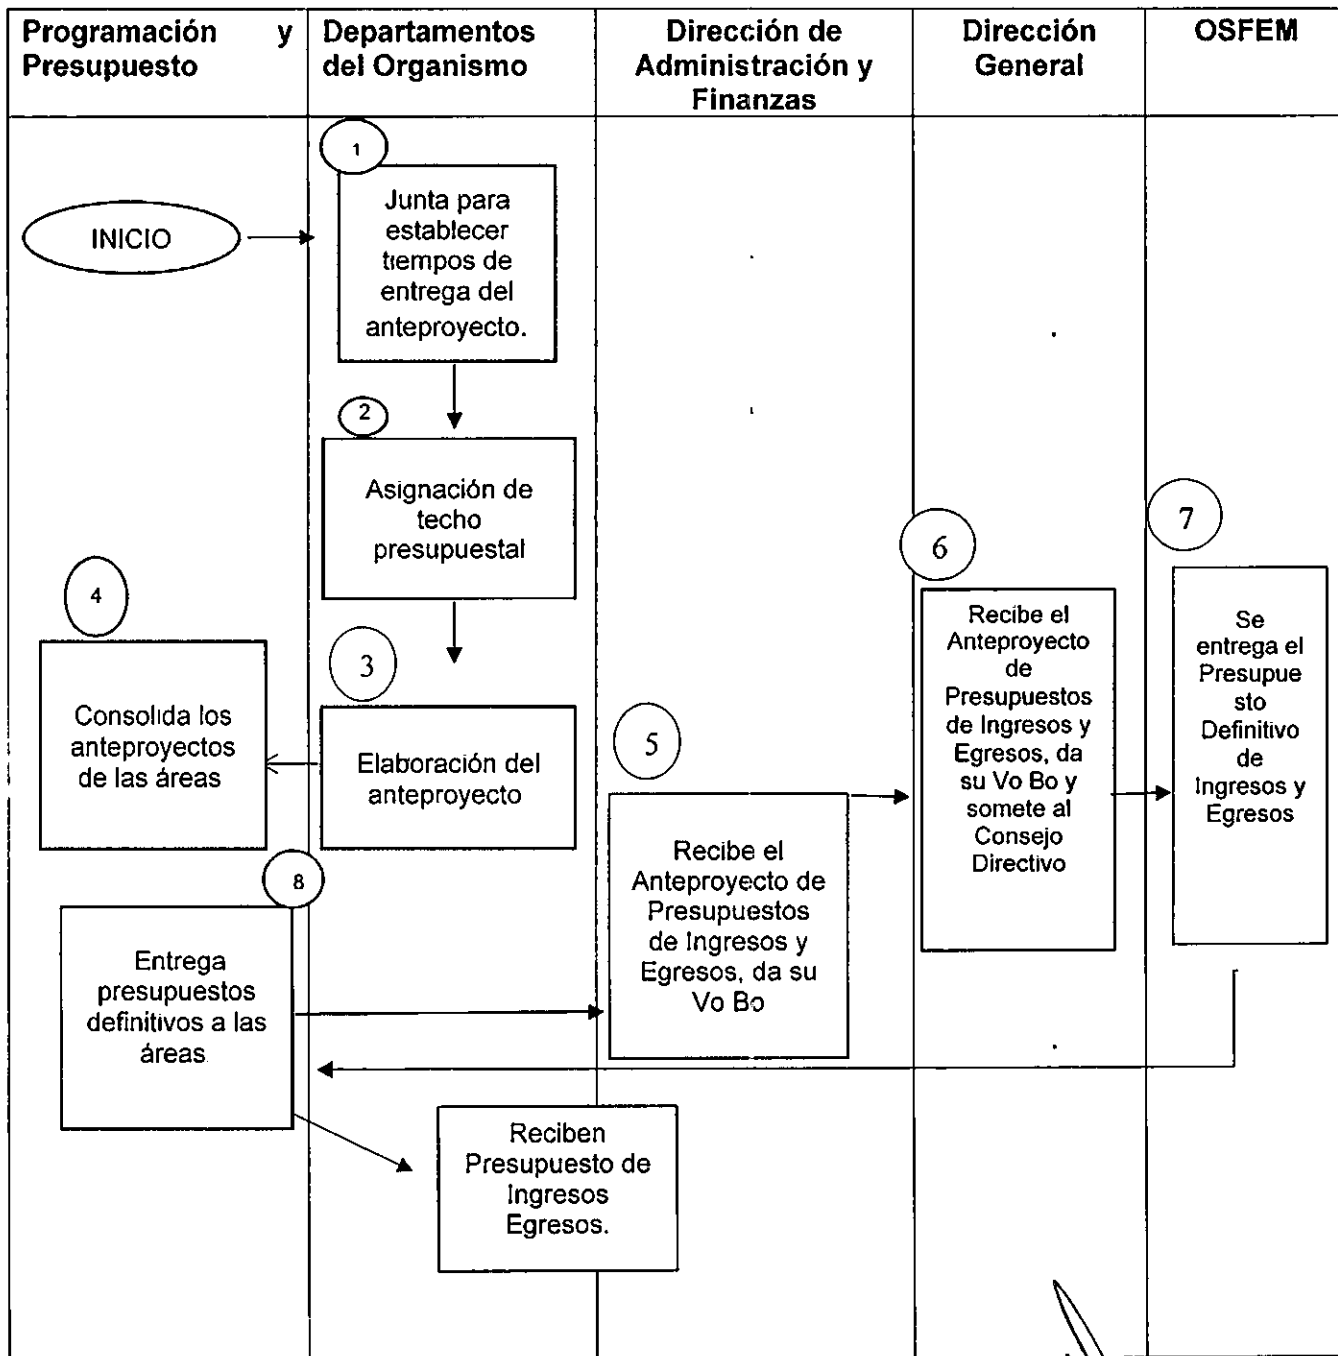 Programación y
Presupuesto
Departamentos
del Organismo
Dirección de
Administración y
Finanzas
Dirección
General
OSFEM
INICIO
1
Junta para
establecer
tiempos de
entrega del
anteproyecto.
2
Asignación de
techo
presupuestal
3
Elaboración del
anteproyecto
4
Consolida los
anteproyectos
de las áreas
5
Recibe el
Anteproyecto de
Presupuestos
de Ingresos y
Egresos, da su
Vo Bo
6
Recibe el
Anteproyecto
de
Presupuestos
de Ingresos y
Egresos, da
su Vo Bo y
somete al
Consejo
Directivo
7
Se
entrega el
Presupue
sto
Definitivo
de
Ingresos y
Egresos
8
Entrega
presupuestos
definitivos a las
áreas
Reciben
Presupuesto de
Ingresos
Egresos.